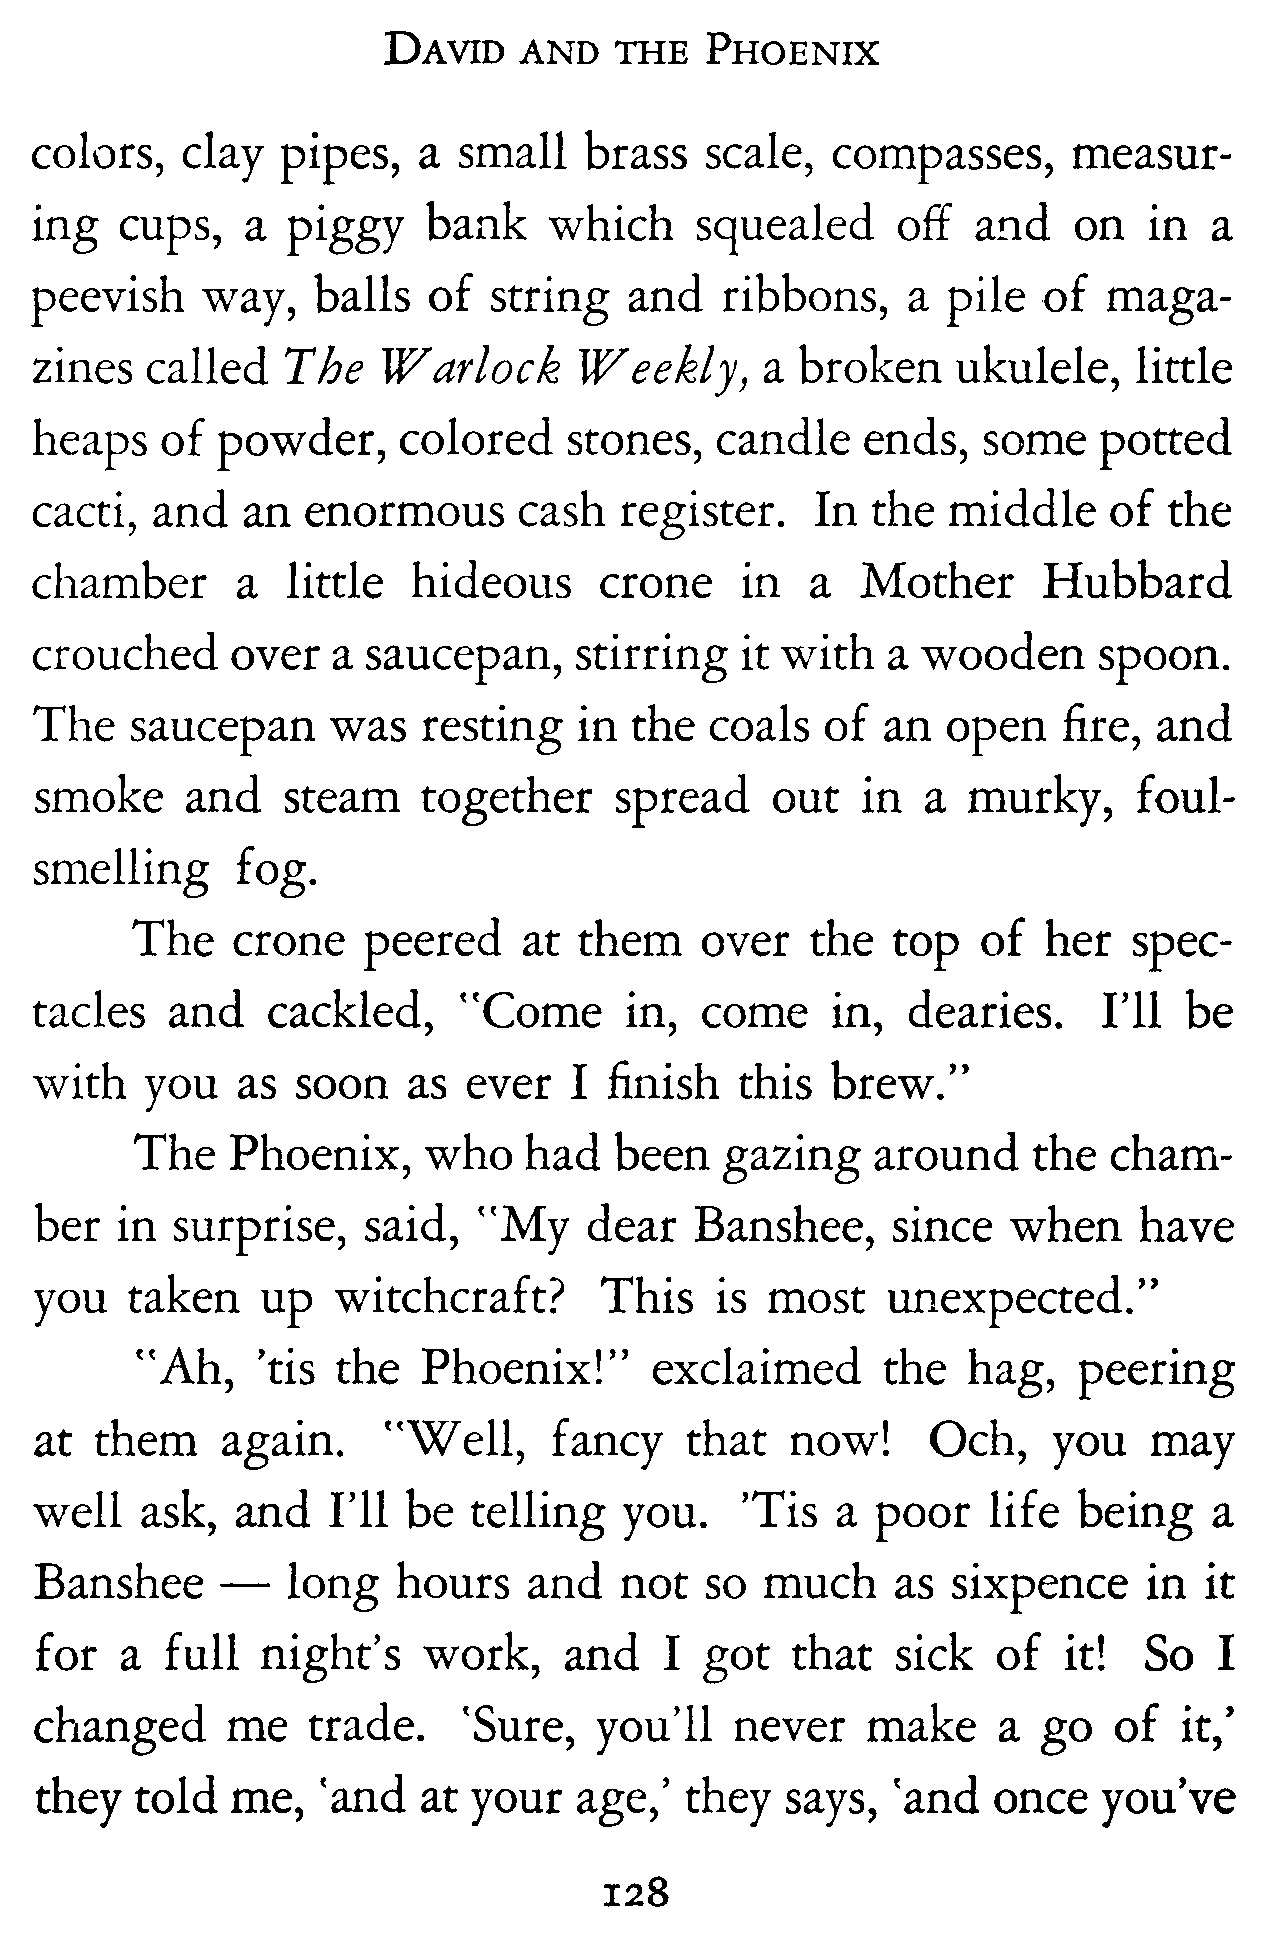 DAVID AND THE PHOENIX
colors, clay pipes, a small brass scale, compasses, measur-
ing cups, a piggy bank which squealed off and on in a
peevish way, balls of string and ribbons, a pile of maga-
zines called The Warlock Weekly, a broken ukulele, little
heaps of powder, colored stones, candle ends, some potted
cacti, and an enormous cash register. In the middle of the
chamber a little hideous crone in a Mother Hubbard
crouched over a saucepan, stirring it with a wooden spoon.
The saucepan was resting in the coals of an open fire, and
smoke and steam together spread out in a murky, foul-
smelling fog.
The crone peered at them over the top of her spec-
tacles and cackled, “Come in, come in, dearies. I’ll be
with you as soon as ever I finish this brew.”
The Phoenix, who had been gazing around the cham-
ber in surprise, said, “My dear Banshee, since when have
you taken up witchcraft? This is most unexpected.”
“Ah, ’tis the Phoenix!” exclaimed the hag, peering
at them again. “Well, fancy that now! Och, you may
well ask, and I’ll be telling you. ’Tis a poor life being a
Banshee — long hours and not so much as sixpence in it
for a full night’s work, and I got that sick of it! So I
changed me trade. ‘Sure, you’ll never make a go of it,’
they told me, ‘and at your age,’ they says, ‘and once you’ve
128